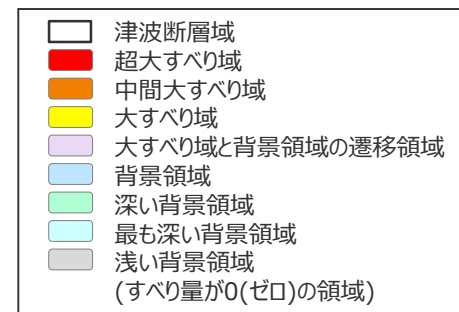 津波断層域
超大すべり域
中間大すべり域
大すべり域
大すべり域と背景領域の遷移領域
背景領域
深い背景領域
最も深い背景領域
浅い背景領域
(すべり量が0(ゼロ)の領域)